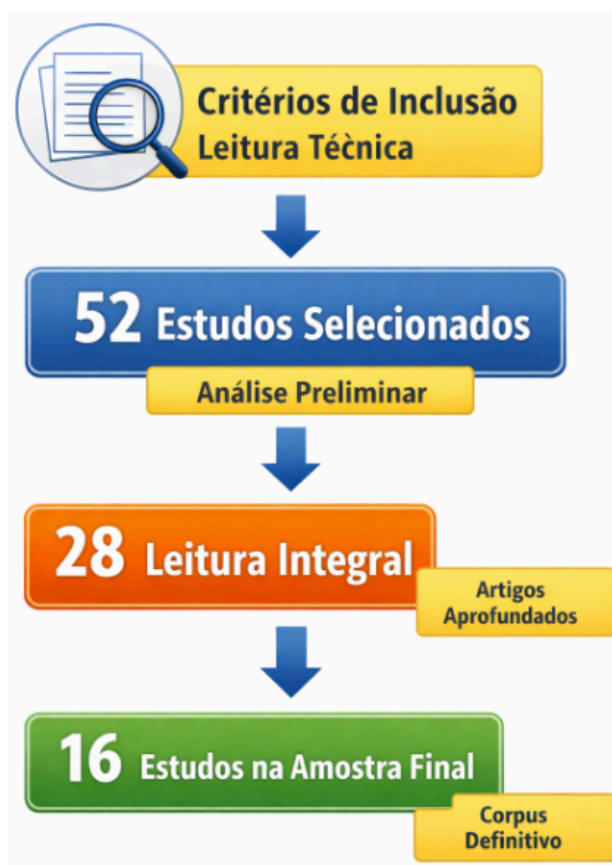 Critérios de Inclusão
Leitura Técnica
52 Estudos Selecionados
Análise Preliminar
28 Leitura Integral
Artigos
Aprofundados
16 Estudos na Amostra Final
Corpus
Definitivo